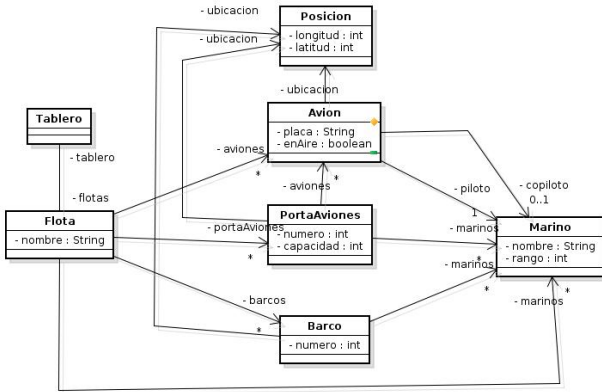 - ubicacion
Posicion
- longitud : int
- latitud : int
- ubicacion
- ubicacion
Avion
- placa : String
- enAire : boolean
Tablero
- tablero
- aviones
*
- flotas
- aviones
*
- piloto
1
- copiloto
0..1
Flota
- nombre : String
- portaAviones
*
PortaAviones
- numero : int
- capacidad : int
- marinos
*
Marino
- nombre : String
- rango : int
- marinos
*
- marinos
*
- barcos
*
Barco
- numero : int